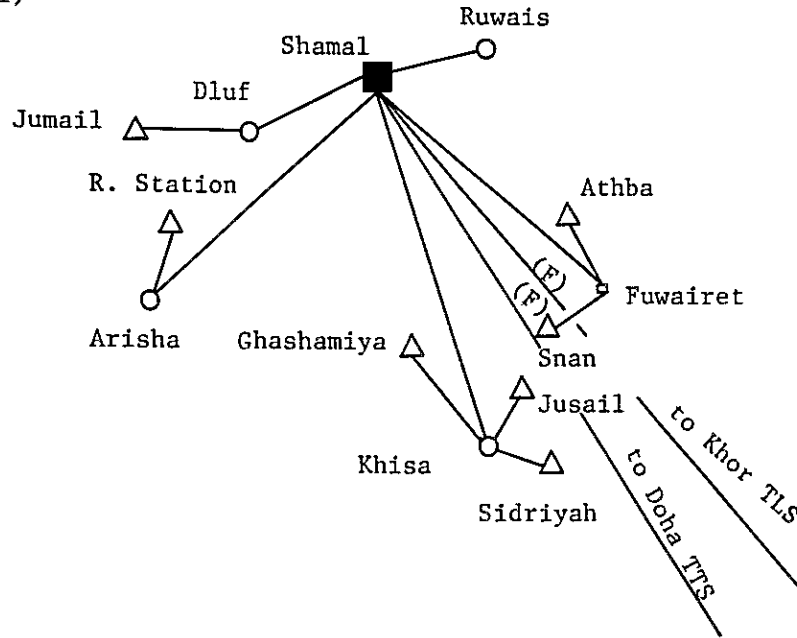 Ruwais
Shamal
Dluf
Jumail
R. Station
Athba
(F)
(F)
Fuwairet
Arisha
Ghashamiya
Snan
Jusail
Khisa
Sidriyah
to Khor TLS
to Doha TTS